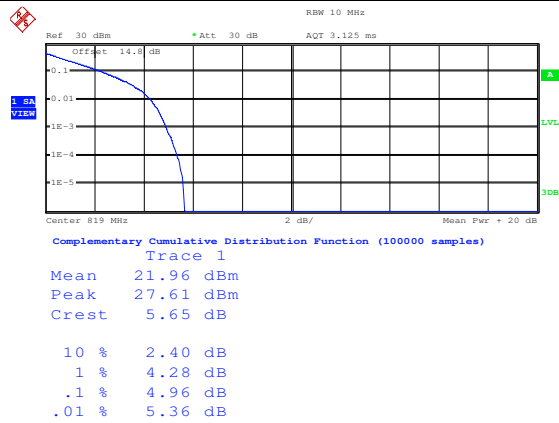 RBW 10 MHz
Ref 30 dBm * Att 30 dB AQT 3.125 ms
Offset 14.8 dB
0.1
A
0.01
1 SA
VIEW
1E-3
LVL
1E-4
1E-5
3DB
Center 819 MHz 2 dB/ Mean Pwr + 20 dB
Complementary Cumulative Distribution Function (100000 samples)
Trace 1
Mean 21.96 dBm
Peak 27.61 dBm
Crest 5.65 dB
10 % 2.40 dB
1 % 4.28 dB
.1 % 4.96 dB
.01 % 5.36 dB